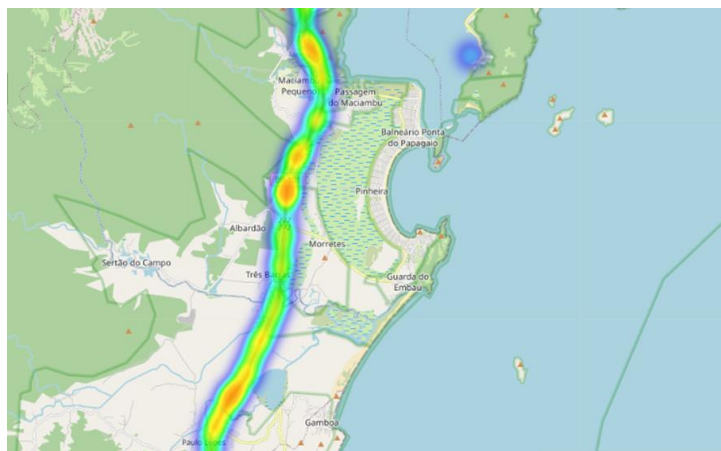 Maciambu
Pequeno
Passagem
do Maciambu
Balneário Ponta
do Papagaio
Pinheira
Albardão
Morretes
Sertão do Campo
Três Barras
Guarda do
Embaú
Gamboa
Paulo Lopes